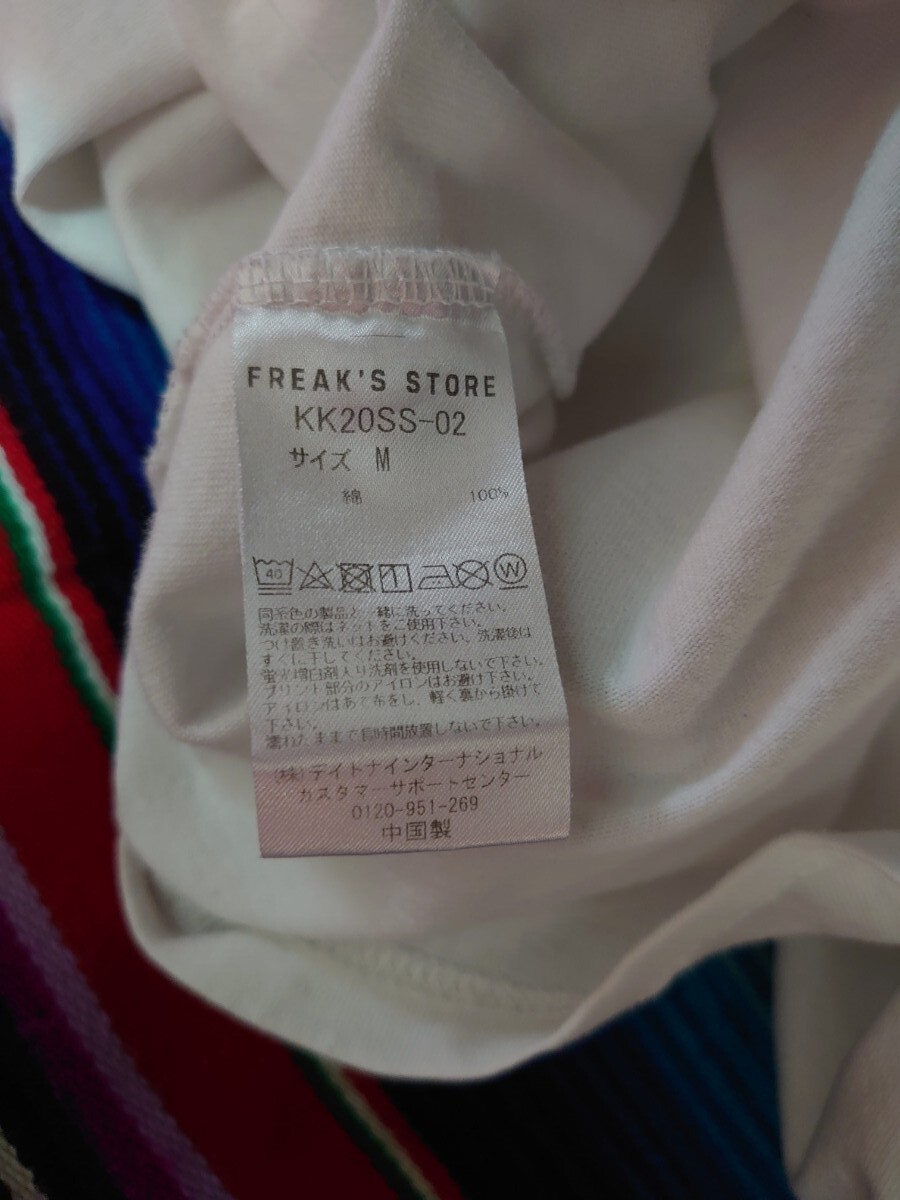 FREAK'S STORE
KK20SS-02
サイズ M
綿 100%
40 W
同系色の製品と一緒に洗ってください。
洗濯の際はネットをご使用下さい。
つけ置き洗いはお避けください。洗濯後は
すぐに干してください。
蛍光増白剤入り洗剤を使用しないで下さい。
プリント部分のアイロンはお避け下さい。
アイロンはあて布をし、軽く裏から掛けて
下さい。
濡れたままで長時間放置しないで下さい。
(株)デイトナインターナショナル
カスタマーサポートセンター
0120-951-269
中国製